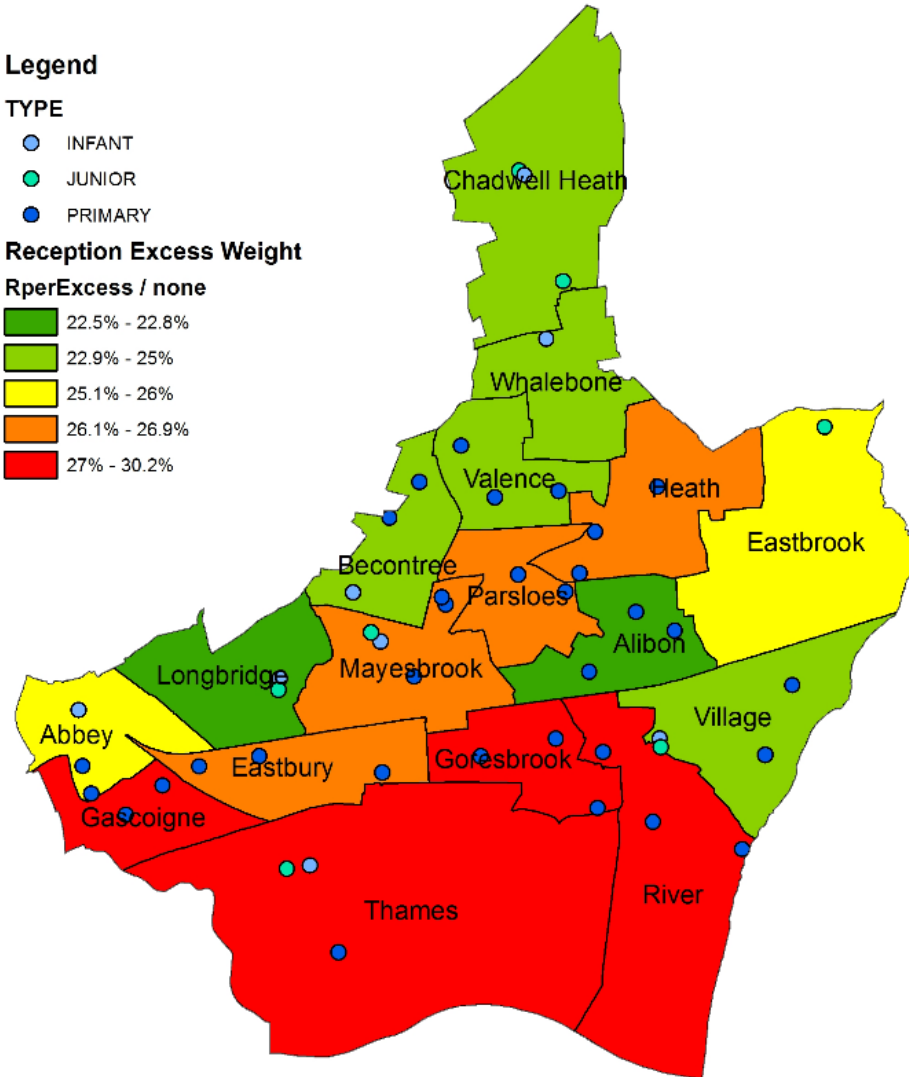 Legend
TYPE
INFANT
JUNIOR
PRIMARY
Reception Excess Weight
RperExcess / none
22.5% - 22.8%
22.9% - 25%
25.1% - 26%
26.1% - 26.9%
27% - 30.2%
Chadwell Heath
Whalebone
Valence
Heath
Eastbrook
Becontree
Parsloes
Alibon
Longbridge
Mayesbrook
Village
Abbey
Eastbury
Goresbrook
Gascoigne
River
Thames